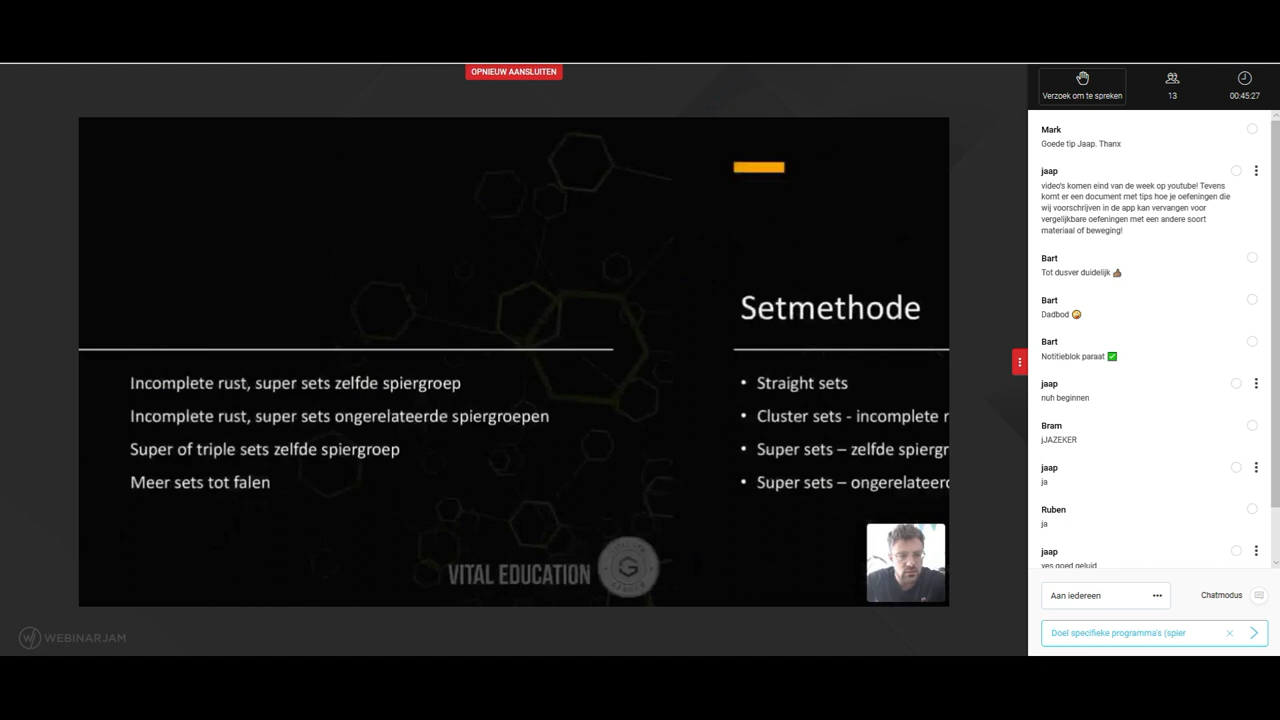 OPNIEUW AANSLUITEN
Verzoek om te spreken
13
00:45:27
Setmethode
Incomplete rust, super sets zelfde spiergroep
Incomplete rust, super sets ongerelateerde spiergroepen
Super of triple sets zelfde spiergroep
Meer sets tot falen
• Straight sets
• Cluster sets - incomplete r
• Super sets – zelfde spiergr
• Super sets – ongerelateerd
VITAL EDUCATION
WEBINARJAM
Mark
Goede tip Jaap. Thanx
jaap
video's komen eind van de week op youtube! Tevens
komt er een document met tips hoe je oefeningen die
wij voorschrijven in de app kan vervangen voor
vergelijkbare oefeningen met een andere soort
materiaal of beweging!
Bart
Tot dusver duidelijk 👍🏾
Bart
Dadbod
Bart
Notitieblok paraat ✅
jaap
nuh beginnen
Bram
jJAZEKER
jaap
ja
Ruben
ja
jaap
yes goed geluid
Aan iedereen
Chatmodus
Doel specifieke programma's (spier